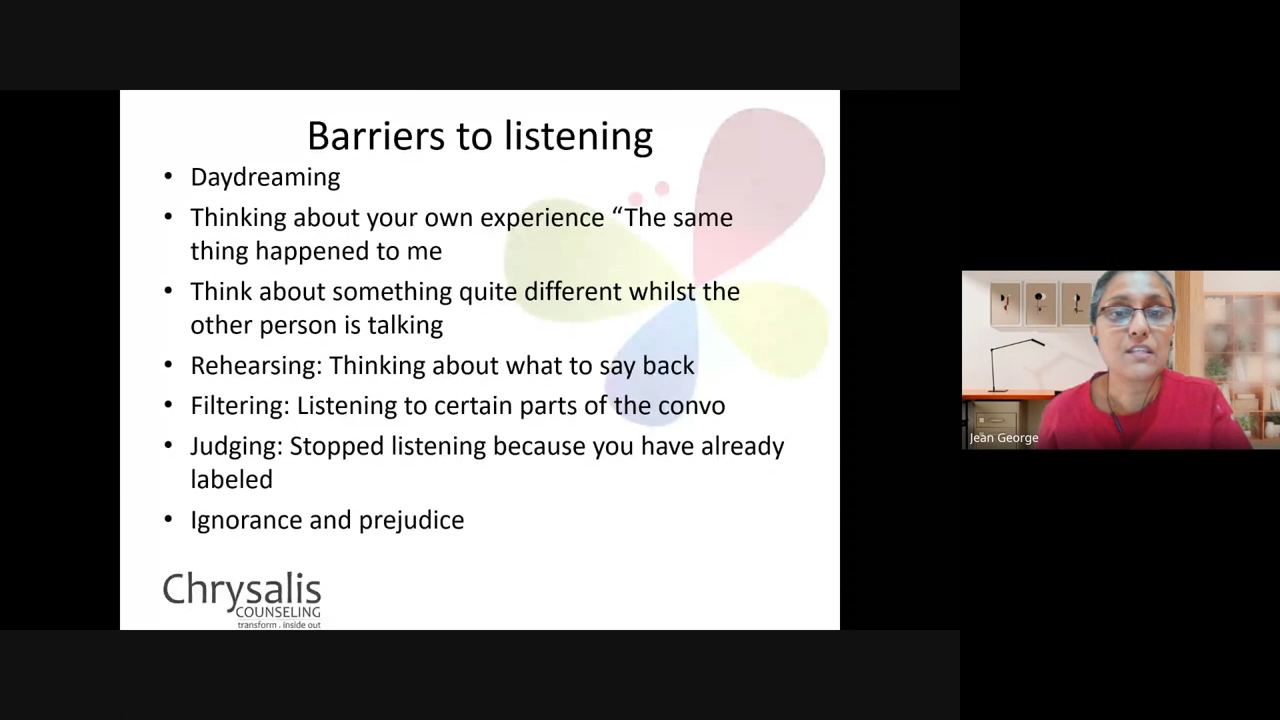 Barriers to listening
• Daydreaming
• Thinking about your own experience “The same
thing happened to me
• Think about something quite different whilst the
other person is talking
• Rehearsing: Thinking about what to say back
• Filtering: Listening to certain parts of the convo
• Judging: Stopped listening because you have already
labeled
• Ignorance and prejudice
Chrysalis
COUNSELING
transform . inside out
Jean George